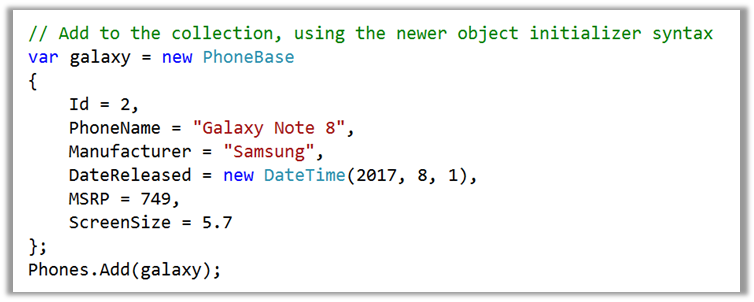 // Add to the collection, using the newer object initializer syntax
var galaxy = new PhoneBase
{
    Id = 2,
    PhoneName = "Galaxy Note 8",
    Manufacturer = "Samsung",
    DateReleased = new DateTime(2017, 8, 1),
    MSRP = 749,
    ScreenSize = 5.7
};
Phones.Add(galaxy);